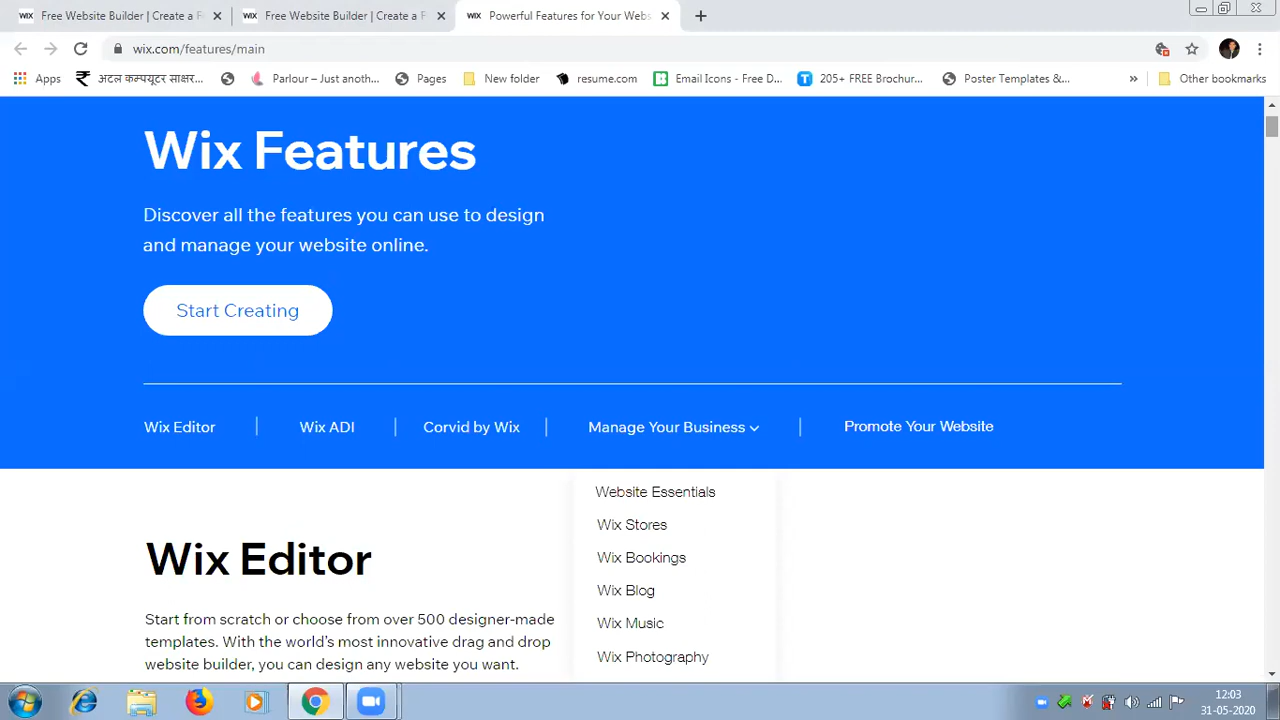 WIX Free Website Builder | Create a F
WIX Free Website Builder | Create a F
WIX Powerful Features for Your Webs
wix.com/features/main
Apps
अटल कम्प्यूटर साक्षर...
Parlour – Just anoth...
Pages
New folder
resume.com
Email Icons - Free D...
205+ FREE Brochur...
Poster Templates &...
»
Other bookmarks
Wix Features
Discover all the features you can use to design
and manage your website online.
Start Creating
Wix Editor
Wix ADI
Corvid by Wix
Manage Your Business
Promote Your Website
Website Essentials
Wix Stores
Wix Bookings
Wix Blog
Wix Music
Wix Photography
Wix Editor
Start from scratch or choose from over 500 designer-made
templates. With the world's most innovative drag and drop
website builder, you can design any website you want.
12:03
31-05-2020